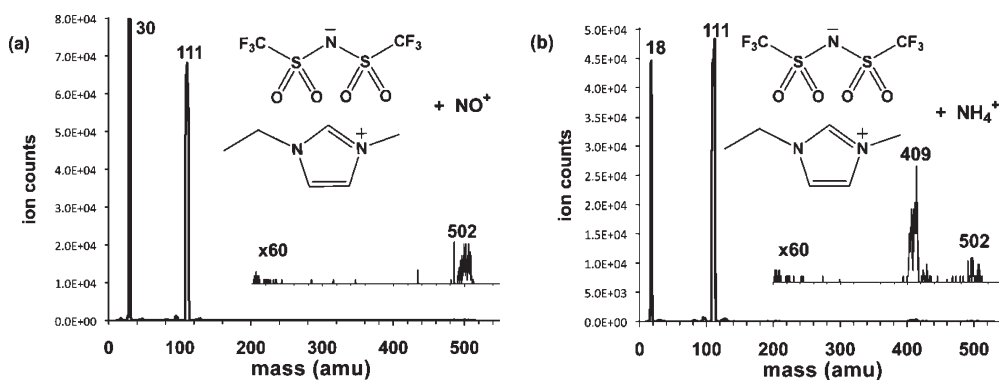 (a)
ion counts
8.0E+04
7.0E+04
6.0E+04
5.0E+04
4.0E+04
3.0E+04
2.0E+04
1.0E+04
0.0E+00
30
111
F₃C
N
−
CF₃
S
S
O
O
O
O
+ NO⁺
N
N
+
x60
502
0
100
200
300
400
500
mass (amu)
(b)
ion counts
5.0E+04
4.5E+04
4.0E+04
3.5E+04
3.0E+04
2.5E+04
2.0E+04
1.5E+04
1.0E+04
5.0E+03
0.0E+00
18
111
F₃C
N
−
CF₃
S
S
O
O
O
O
+ NH₄⁺
N
N
+
409
x60
502
0
100
200
300
400
500
mass (amu)